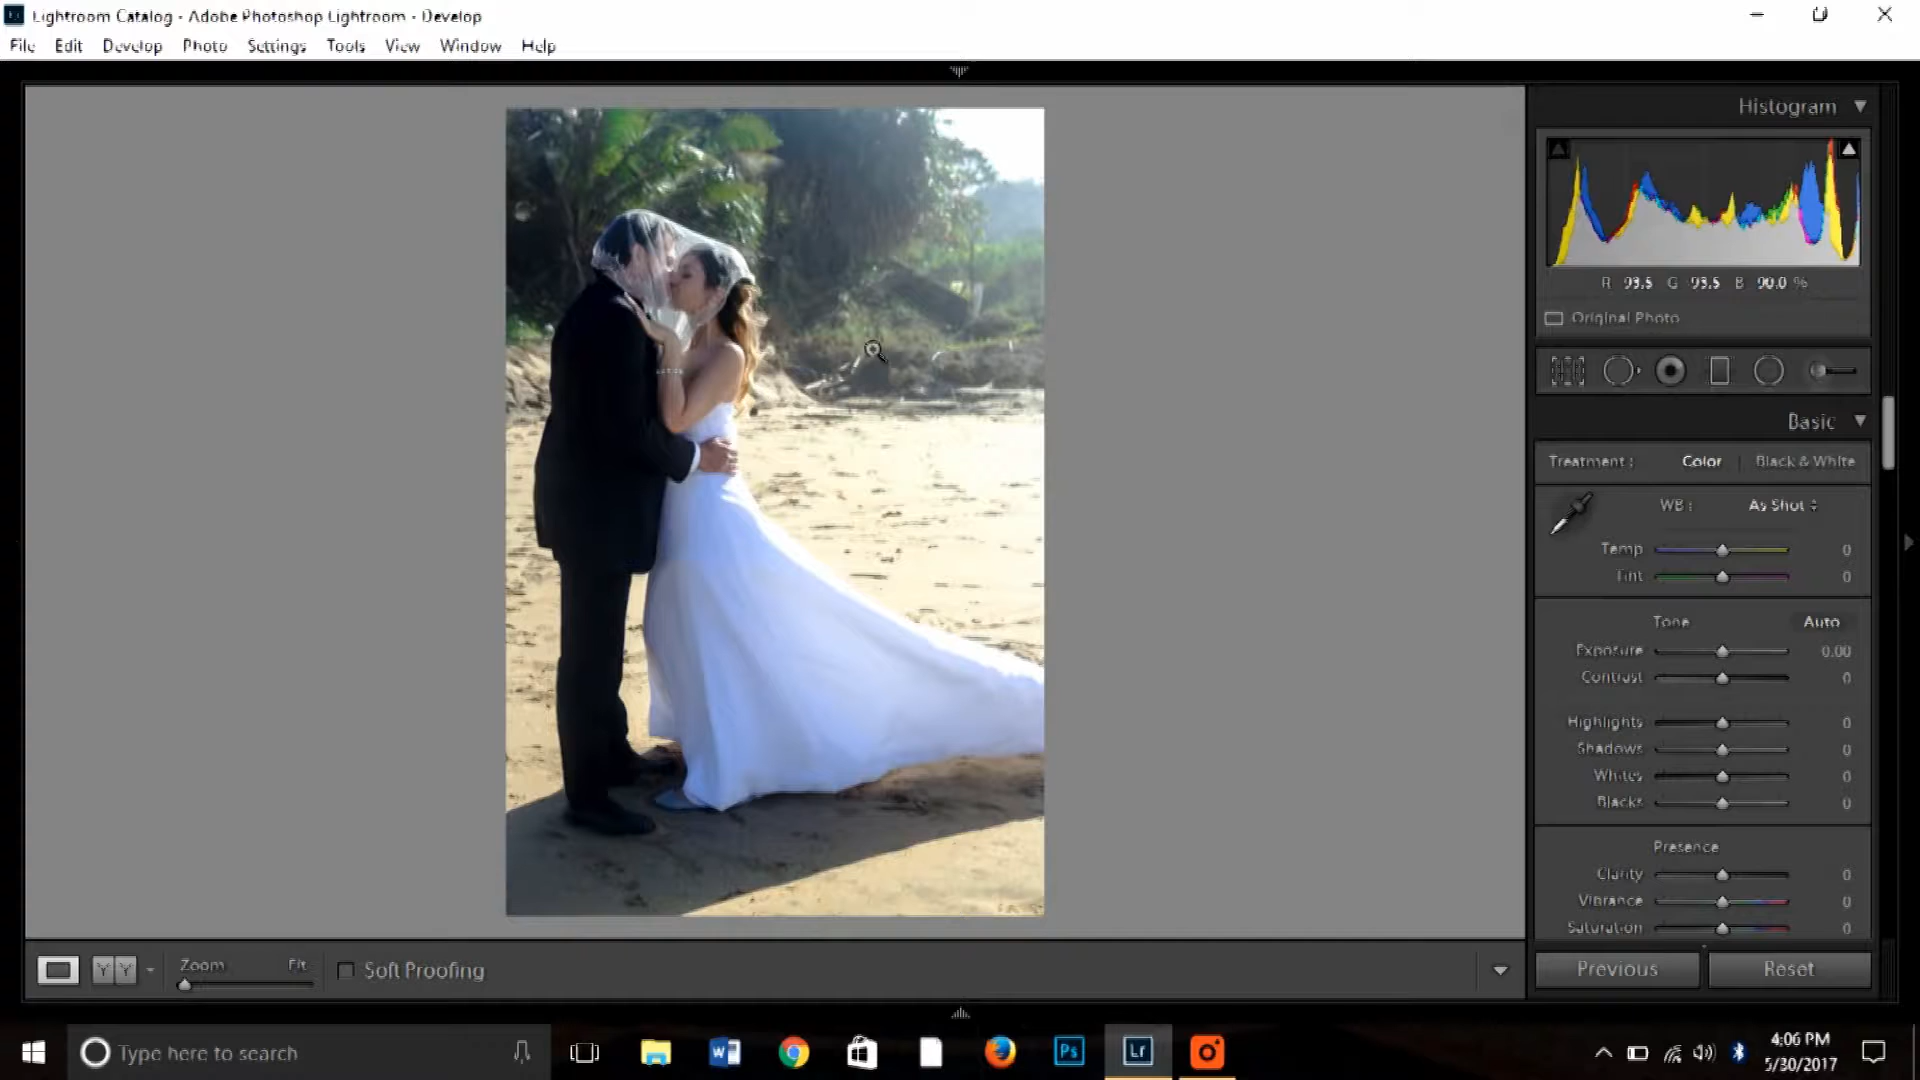 Lightroom Catalog - Adobe Photoshop Lightroom - Develop
File Edit Develop Photo Settings Tools View Window Help
Histogram
R 93.5 G 93.5 B 90.0 %
Original Photo
Basic
Treatment : Color Black & White
WB : As Shot
Temp 0
Tint 0
Tone Auto
Exposure 0.00
Contrast 0
Highlights 0
Shadows 0
Whites 0
Blacks 0
Presence
Clarity 0
Vibrance 0
Saturation 0
Y Y Zoom Fit Soft Proofing
Previous Reset
Type here to search
W
Ps
Lr
4:06 PM
5/30/2017